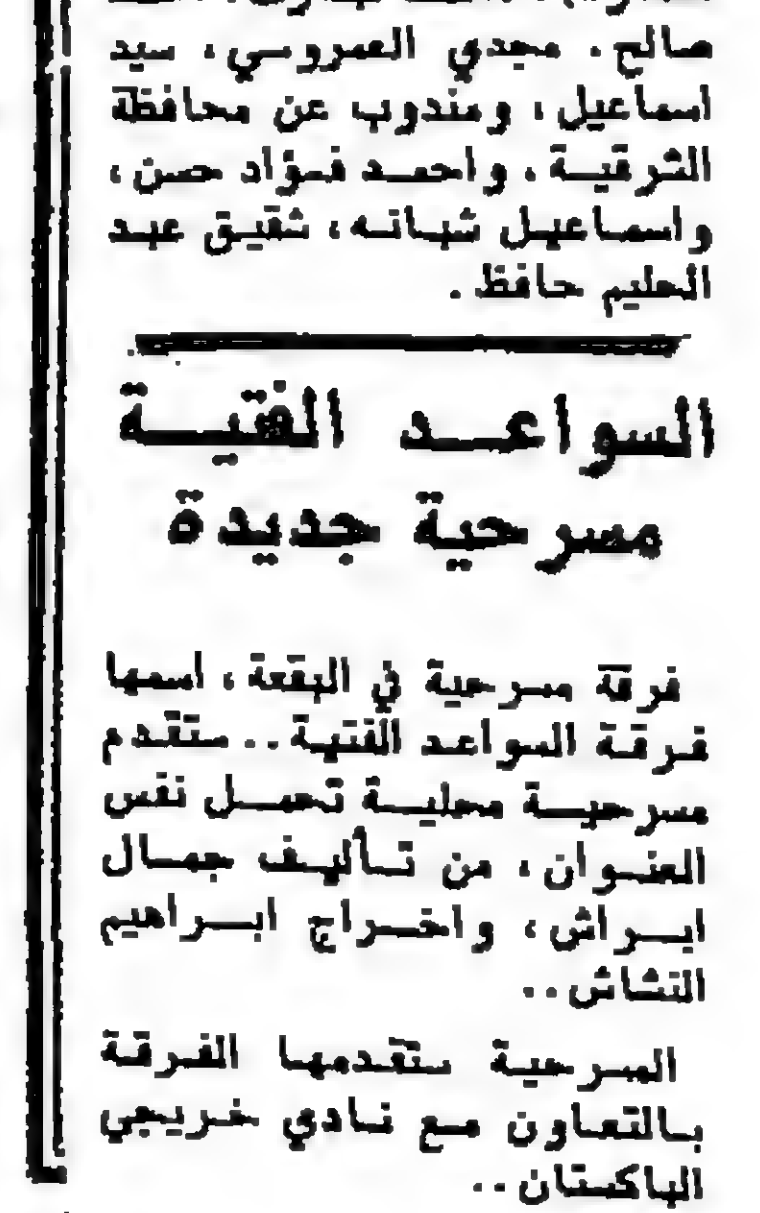 صالح، مجدي العمروسي، سيد
اسماعيل، ومندوب عن محافظة
الشرقية، واحمد فؤاد حسن،
واسماعيل شبانه، شقيق عبد
الحليم حافظ.
السواعد الفتية
مسرحية جديدة
فرقة مسرحية في البقعة، اسمها
فرقة السواعد الفتية.. ستقدم
مسرحية محلية تحمل نفس
العنوان، من تأليف جمال
ابراش، واخراج ابراهيم
النشاش..
المسرحية ستقدمها الفرقة
بالتعاون مع نادي خريجي
الباكستان..